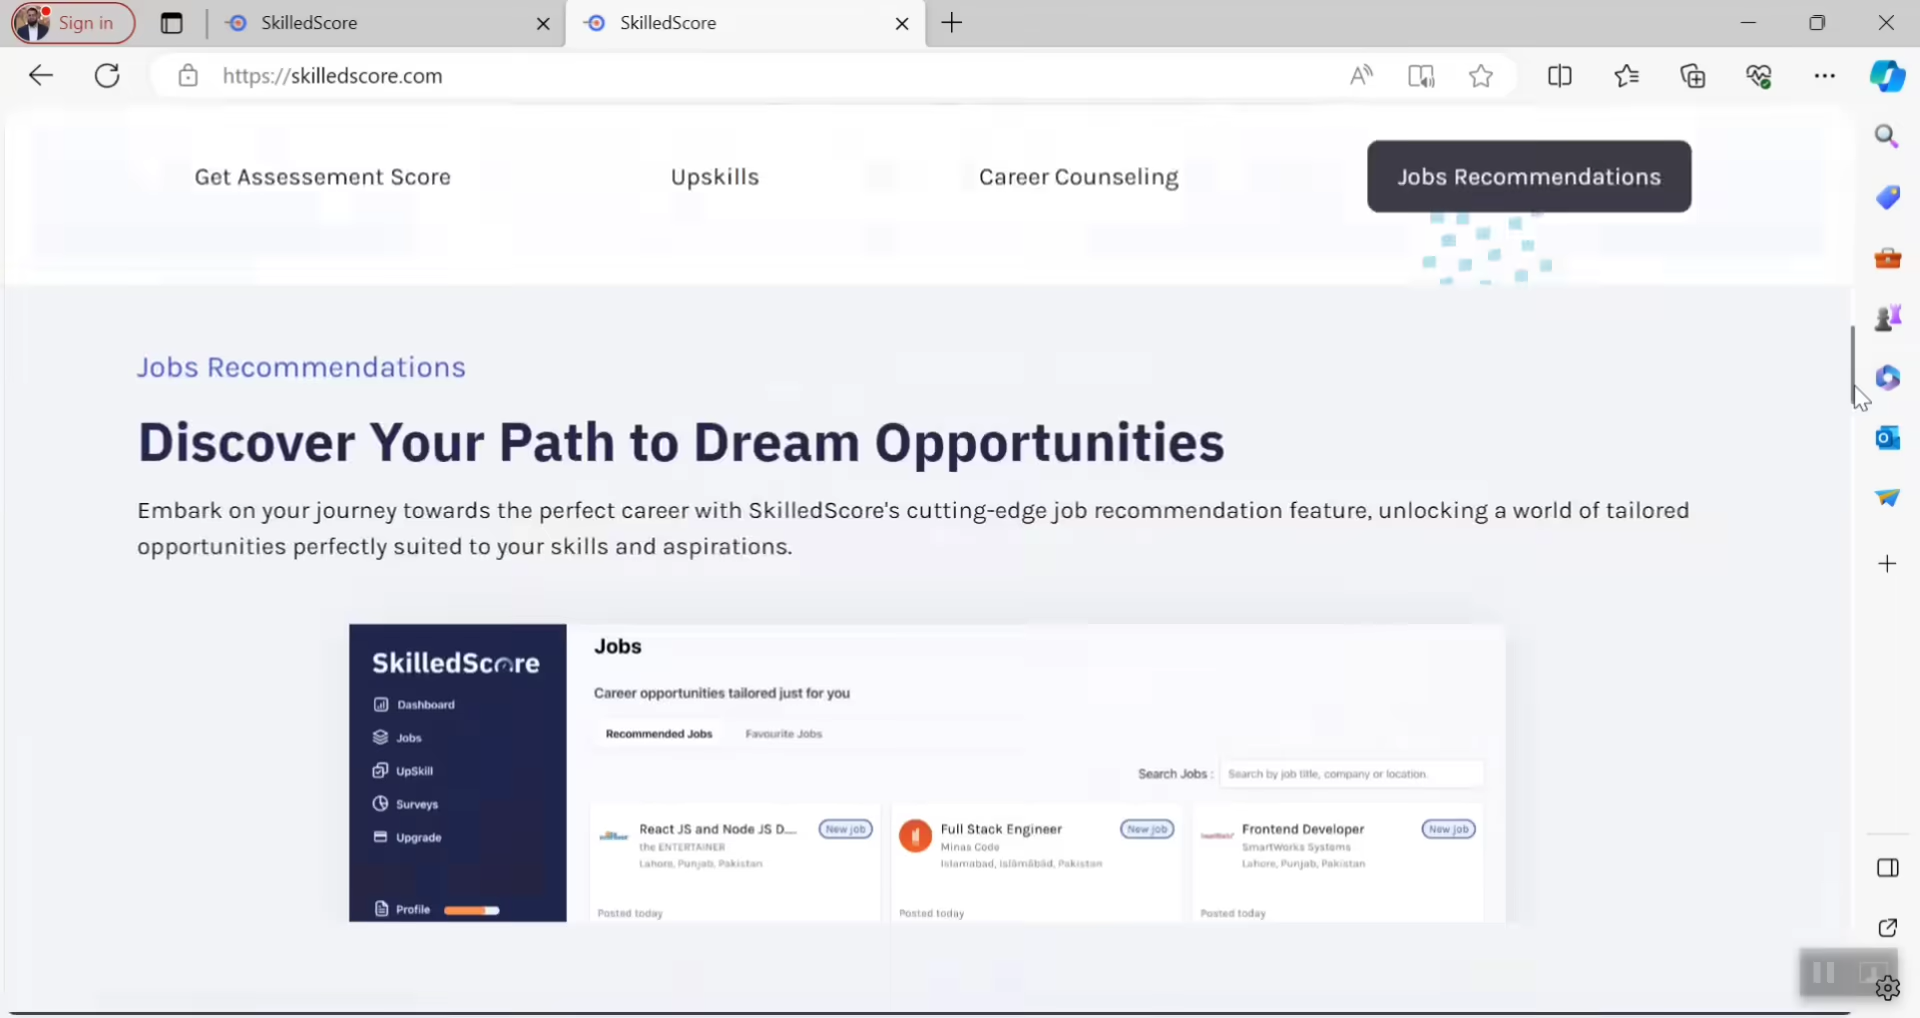 Sign in
SkilledScore
SkilledScore
https://skilledscore.com
Get Assessement Score
Upskills
Career Counseling
Jobs Recommendations
Jobs Recommendations
Discover Your Path to Dream Opportunities
Embark on your journey towards the perfect career with SkilledScore's cutting-edge job recommendation feature, unlocking a world of tailored
opportunities perfectly suited to your skills and aspirations.
SkilledScore
Dashboard
Jobs
UpSkill
Surveys
Upgrade
Profile
Jobs
Career opportunities tailored just for you
Recommended Jobs
Favourite Jobs
Search Jobs :
Search by job title, company or location.
React JS and Node JS D....
New job
the ENTERTAINER
Lahore, Punjab, Pakistan
Posted today
Full Stack Engineer
New job
Minas Code
Islamabad, Islāmābād, Pakistan
Posted today
Frontend Developer
New job
SmartWorks Systems
Lahore, Punjab, Pakistan
Posted today